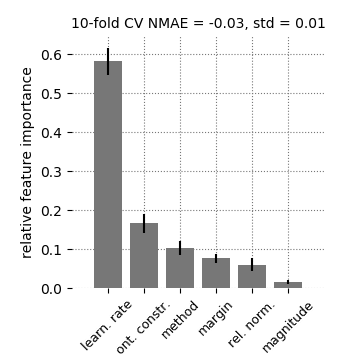 10-fold CV NMAE = -0.03, std = 0.01
relative feature importance
0.6
0.5
0.4
0.3
0.2
0.1
0.0
learn. rate
ont. constr.
method
margin
rel. norm.
magnitude